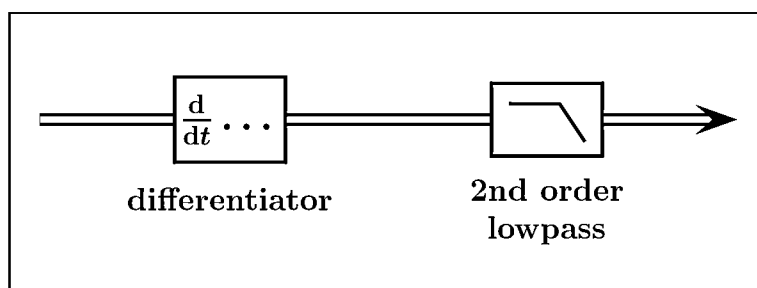 d
dt ...
differentiator
2nd order
lowpass